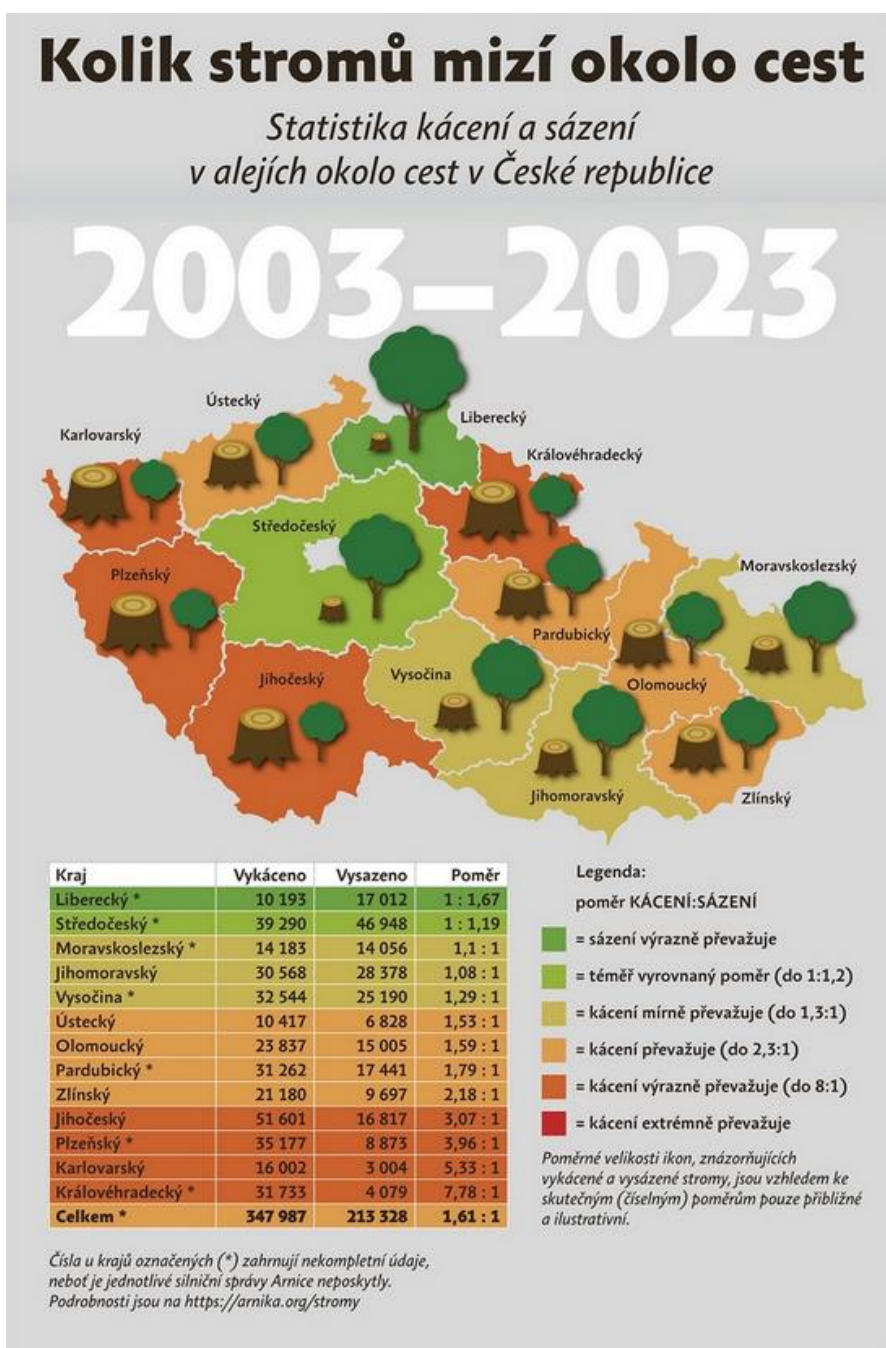 Kolik stromů mizí okolo cest
Statistika kácení a sázení
v alejích okolo cest v České republice
2003–2023
Ústecký
Liberecký
Karlovarský
Královéhradecký
Středočeský
Moravskoslezský
Plzeňský
Pardubický
Vysočina
Jihočeský
Olomoucký
Jihomoravský
Zlínský
Kraj Vykáceno Vysazeno Poměr
Liberecký * 10 193 17 012 1 : 1,67
Středočeský * 39 290 46 948 1 : 1,19
Moravskoslezský * 14 183 14 056 1,1 : 1
Jihomoravský 30 568 28 378 1,08 : 1
Vysočina * 32 544 25 190 1,29 : 1
Ústecký 10 417 6 828 1,53 : 1
Olomoucký 23 837 15 005 1,59 : 1
Pardubický * 31 262 17 441 1,79 : 1
Zlínský 21 180 9 697 2,18 : 1
Jihočeský 51 601 16 817 3,07 : 1
Plzeňský * 35 177 8 873 3,96 : 1
Karlovarský 16 002 3 004 5,33 : 1
Královéhradecký * 31 733 4 079 7,78 : 1
Celkem * 347 987 213 328 1,61 : 1
Legenda:
poměr KÁCENÍ:SÁZENÍ
= sázení výrazně převažuje
= téměř vyrovnaný poměr (do 1:1,2)
= kácení mírně převažuje (do 1,3:1)
= kácení převažuje (do 2,3:1)
= kácení výrazně převažuje (do 8:1)
= kácení extrémně převažuje
Poměrné velikosti ikon, znázorňujících
vykácené a vysázené stromy, jsou vzhledem ke
skutečným (číselným) poměrům pouze přibližné
a ilustrativní.
Čísla u krajů označených (*) zahrnují nekompletní údaje,
neboť je jednotlivé silniční správy Arnice neposkytly.
Podrobnosti jsou na https://arnika.org/stromy